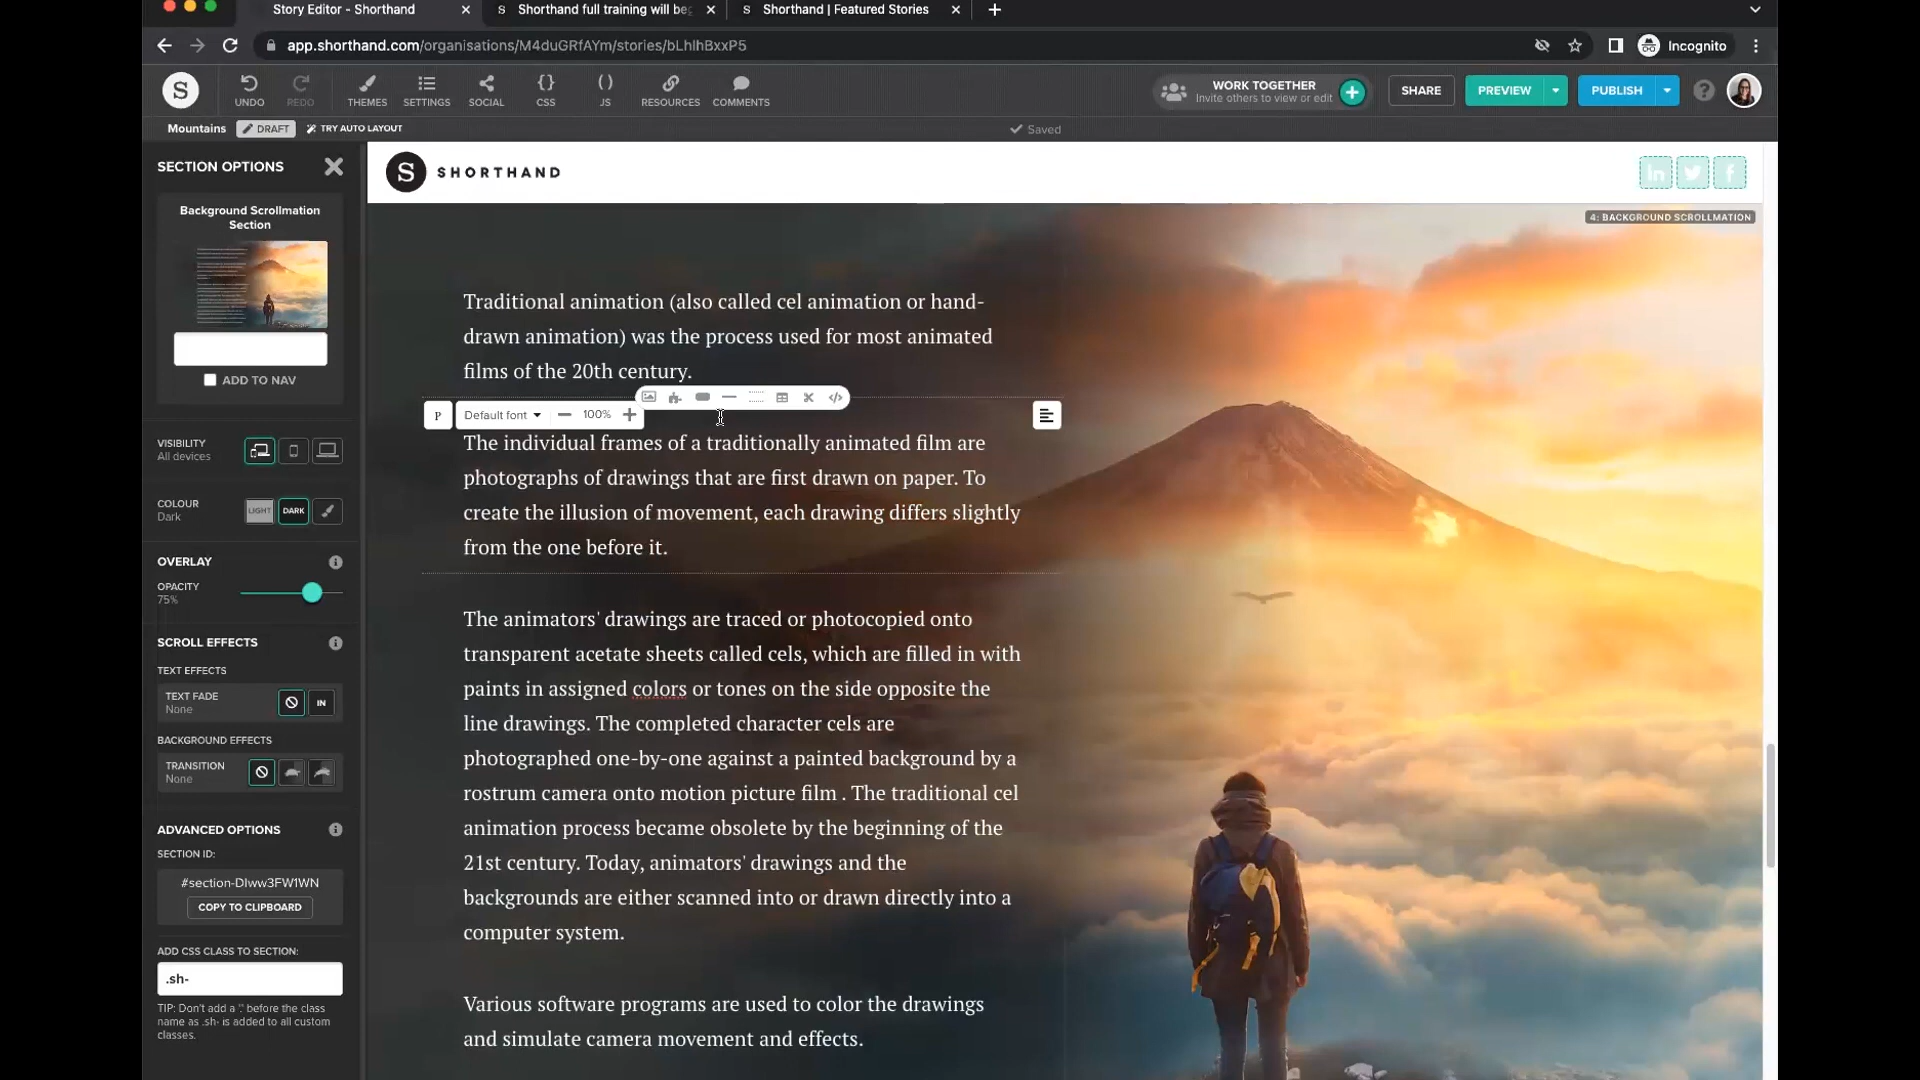 Story Editor - Shorthand
Shorthand full training will be
Shorthand | Featured Stories
app.shorthand.com/organisations/M4duGRfAYm/stories/bLhlhBxxP5
Incognito
S
UNDO
REDO
THEMES
SETTINGS
{} CSS
() JS
SOCIAL
RESOURCES
COMMENTS
WORK TOGETHER
Invite others to view or edit
SHARE
PREVIEW
PUBLISH
Mountains
DRAFT
TRY AUTO LAYOUT
Saved
SECTION OPTIONS
Background Scrollmation
Section
ADD TO NAV
VISIBILITY
All devices
COLOUR
Dark
LIGHT
DARK
OVERLAY
OPACITY
75%
SCROLL EFFECTS
TEXT EFFECTS
TEXT FADE
None
IN
BACKGROUND EFFECTS
TRANSITION
None
ADVANCED OPTIONS
SECTION ID:
#section-DIww3FW1WN
COPY TO CLIPBOARD
ADD CSS CLASS TO SECTION:
.sh-
TIP: Don't add a '.' before the class
name as .sh- is added to all custom
classes.
S SHORTHAND
in
f
4: BACKGROUND SCROLLMATION
Traditional animation (also called cel animation or hand-
drawn animation) was the process used for most animated
films of the 20th century.
P
Default font
100%
The individual frames of a traditionally animated film are
photographs of drawings that are first drawn on paper. To
create the illusion of movement, each drawing differs slightly
from the one before it.
The animators' drawings are traced or photocopied onto
transparent acetate sheets called cels, which are filled in with
paints in assigned colors or tones on the side opposite the
line drawings. The completed character cels are
photographed one-by-one against a painted background by a
rostrum camera onto motion picture film . The traditional cel
animation process became obsolete by the beginning of the
21st century. Today, animators' drawings and the
backgrounds are either scanned into or drawn directly into a
computer system.
Various software programs are used to color the drawings
and simulate camera movement and effects.